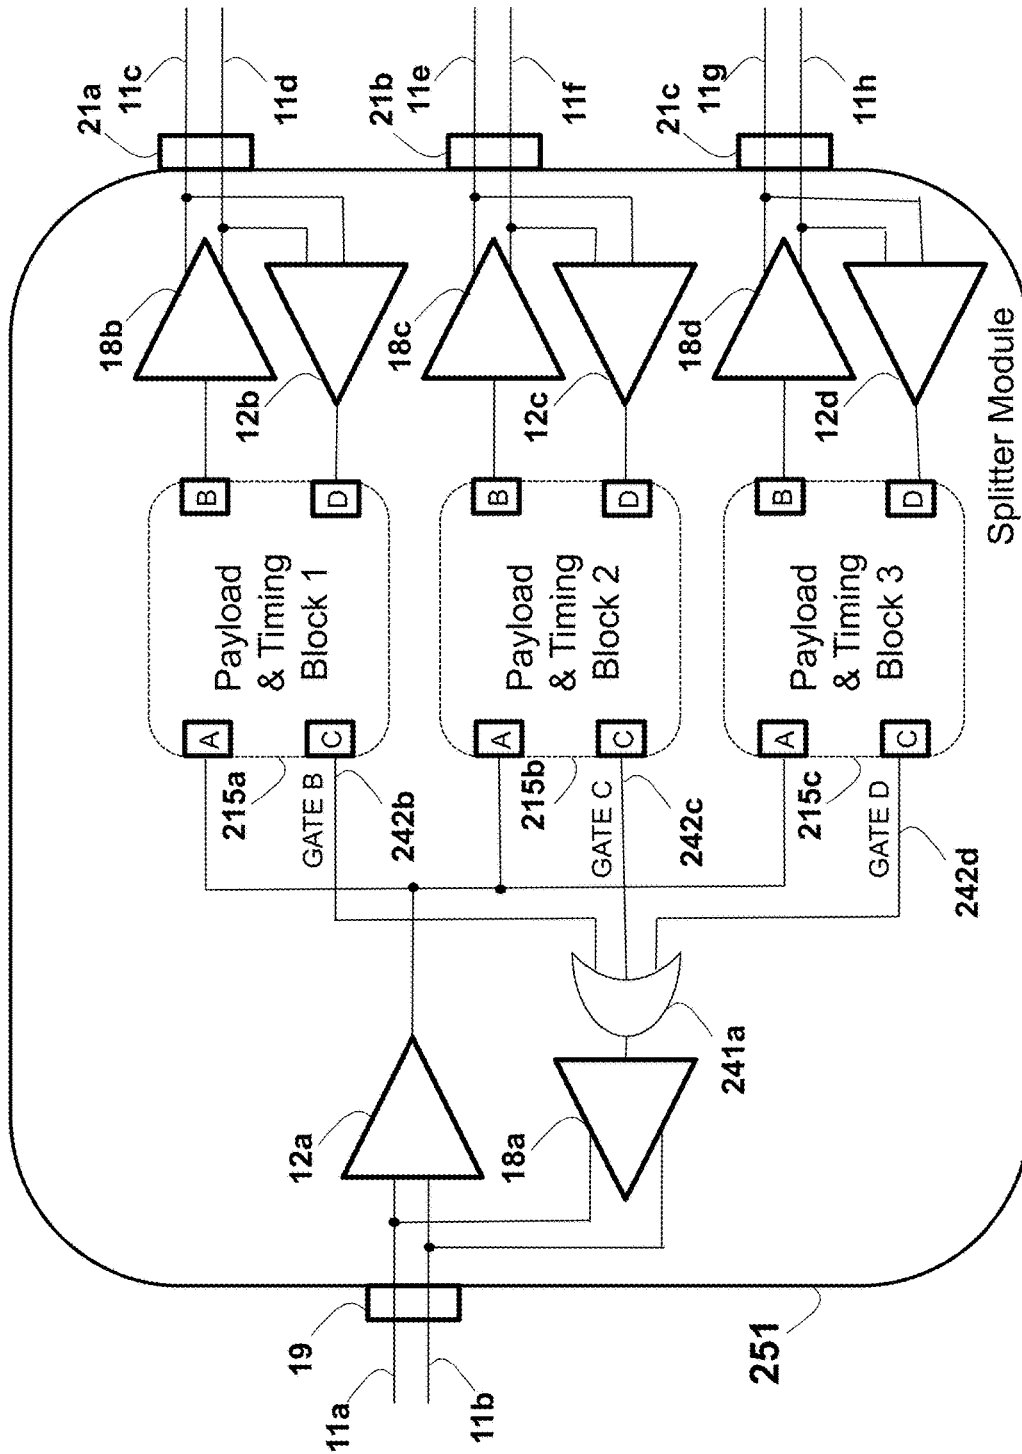 21a
18b
11c
B
A
215a
Payload
& Timing
Block 1
12b
11d
19
12a
D
C
GATE B
11a
242b
21b
18c
11e
B
A
11b
18a
Payload
& Timing
Block 2
215b
12c
11f
D
C
GATE C
21c
18d
242c
11g
241a
251
B
A
Payload
& Timing
Block 3
215c
12d
11h
D
C
GATE D
242d
Splitter Module